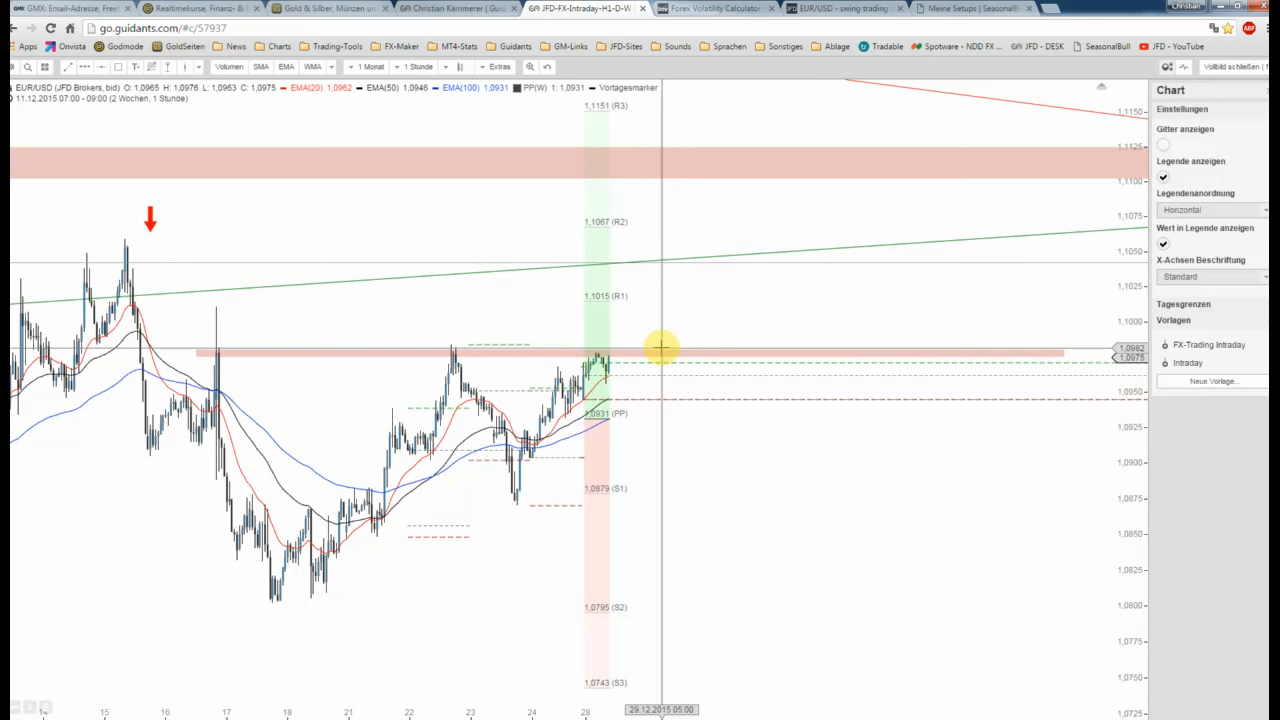 GMX: Email-Adresse, Freel
Realtimekurse, Finanz- & E
Gold & Silber, Münzen un
Christian Kämmerer | Guid
JFD-FX-Intraday-H1-D-W
Forex Volatility Calculator
EUR/USD - swing trading
Meine Setups | SeasonalB
Christian
go.guidants.com/#c/57937
Apps Onvista Godmode GoldSeiten News Charts Trading-Tools FX-Maker MT4-Stats Guidants GM-Links JFD-Sites Sounds Sprachen Sonstiges Ablage Tradable Spotware - NDD FX ... JFD - DESK SeasonalBull JFD - YouTube
Volumen SMA EMA WMA 1 Monat 1 Stunde Extras Vollbild schließen ( f
EUR/USD (JFD Brokers, bid) O: 1,0965 H: 1,0976 L: 1,0963 C: 1,0975 EMA(20) 1,0962 EMA(50) 1,0946 EMA(100) 1,0931 PP(W) 1: 1,0931 Vortagesmarker
11.12.2015 07:00 - 09:00 (2 Wochen, 1 Stunde)
1,1151 (R3)
1,1067 (R2)
1,1015 (R1)
1,0931 (PP)
1,0879 (S1)
1,0795 (S2)
1,0743 (S3)
1,1150
1,1125
1,1100
1,1075
1,1050
1,1025
1,1000
1,0982
1,0975
1,0950
1,0925
1,0900
1,0875
1,0850
1,0825
1,0800
1,0775
1,0750
1,0725
14 15 16 17 18 21 22 23 24 28
29.12.2015 05:00
Chart
Einstellungen
Gitter anzeigen
Legende anzeigen
Legendenanordnung
Horizontal
Wert in Legende anzeigen
X-Achsen Beschriftung
Standard
Tagesgrenzen
Vorlagen
FX-Trading Intraday
Intraday
Neue Vorlage...